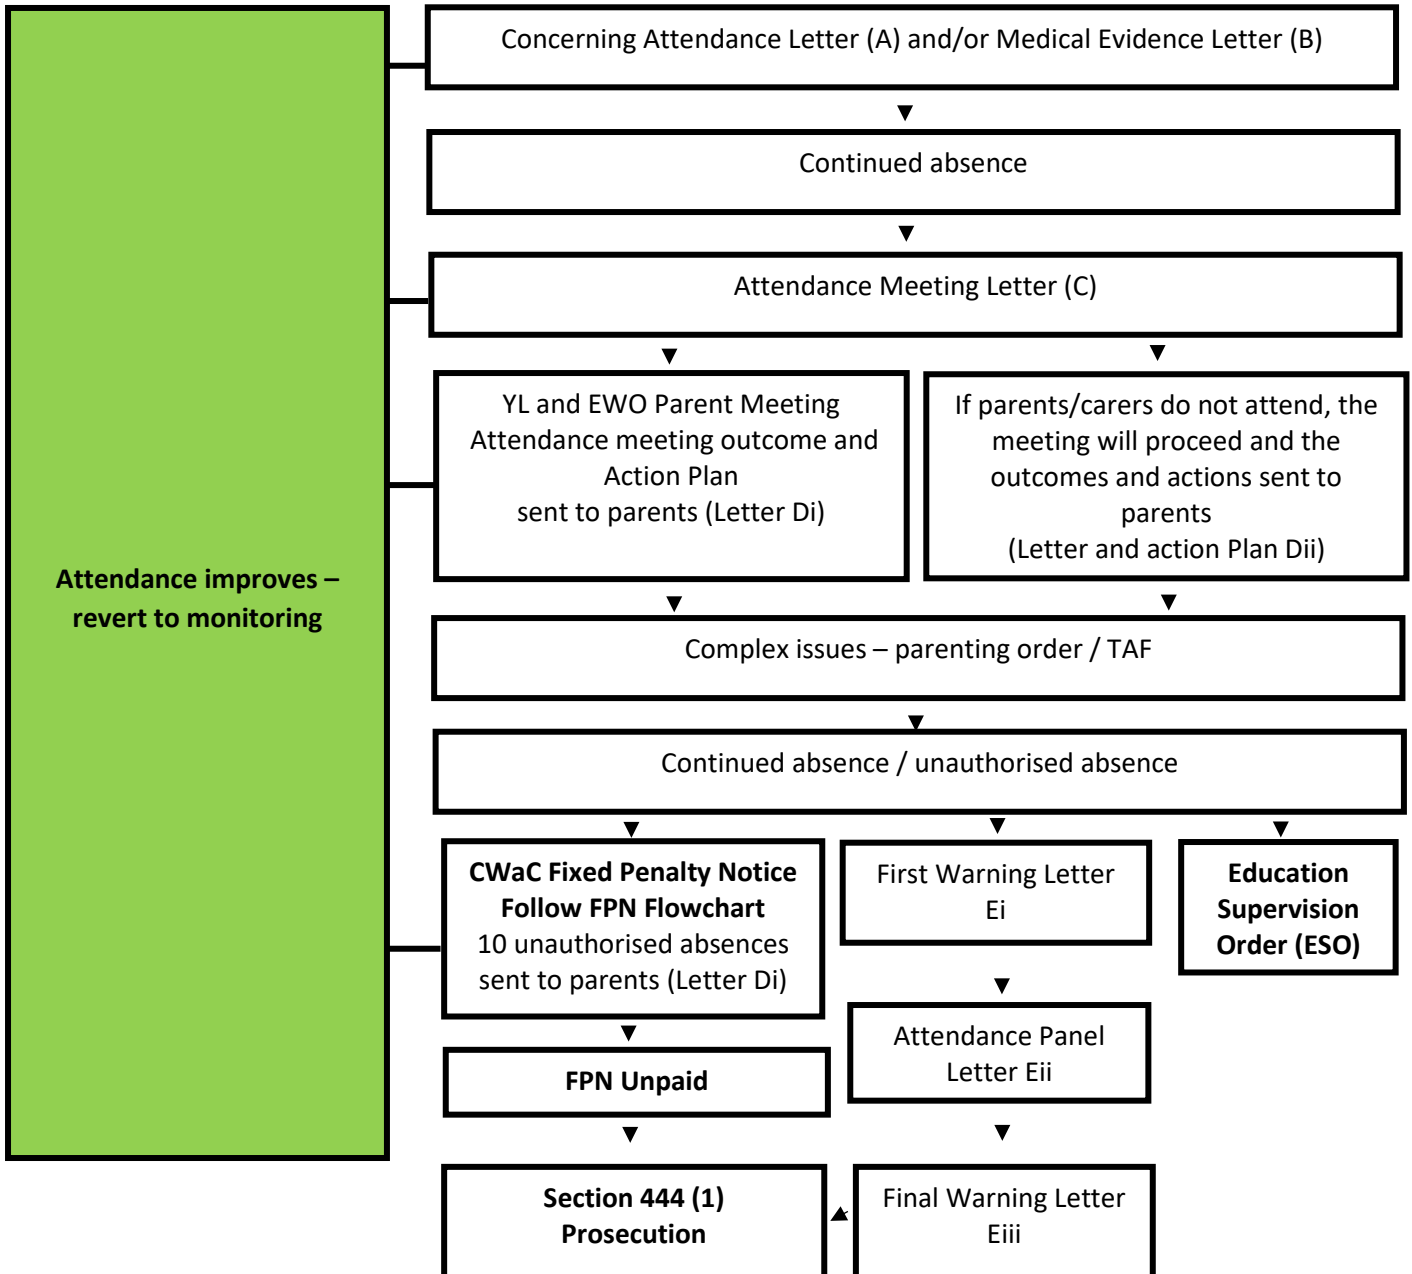 Concerning Attendance Letter (A) and/or Medical Evidence Letter (B)
Continued absence
Attendance Meeting Letter (C)
YL and EWO Parent Meeting
Attendance meeting outcome and
Action Plan
sent to parents (Letter Di)
If parents/carers do not attend, the
meeting will proceed and the
outcomes and actions sent to
parents
(Letter and action Plan Dii)
Attendance improves –
revert to monitoring
Complex issues – parenting order / TAF
Continued absence / unauthorised absence
CWaC Fixed Penalty Notice
Follow FPN Flowchart
10 unauthorised absences
sent to parents (Letter Di)
First Warning Letter
Ei
Education
Supervision
Order (ESO)
FPN Unpaid
Attendance Panel
Letter Eii
Section 444 (1)
Prosecution
Final Warning Letter
Eiii